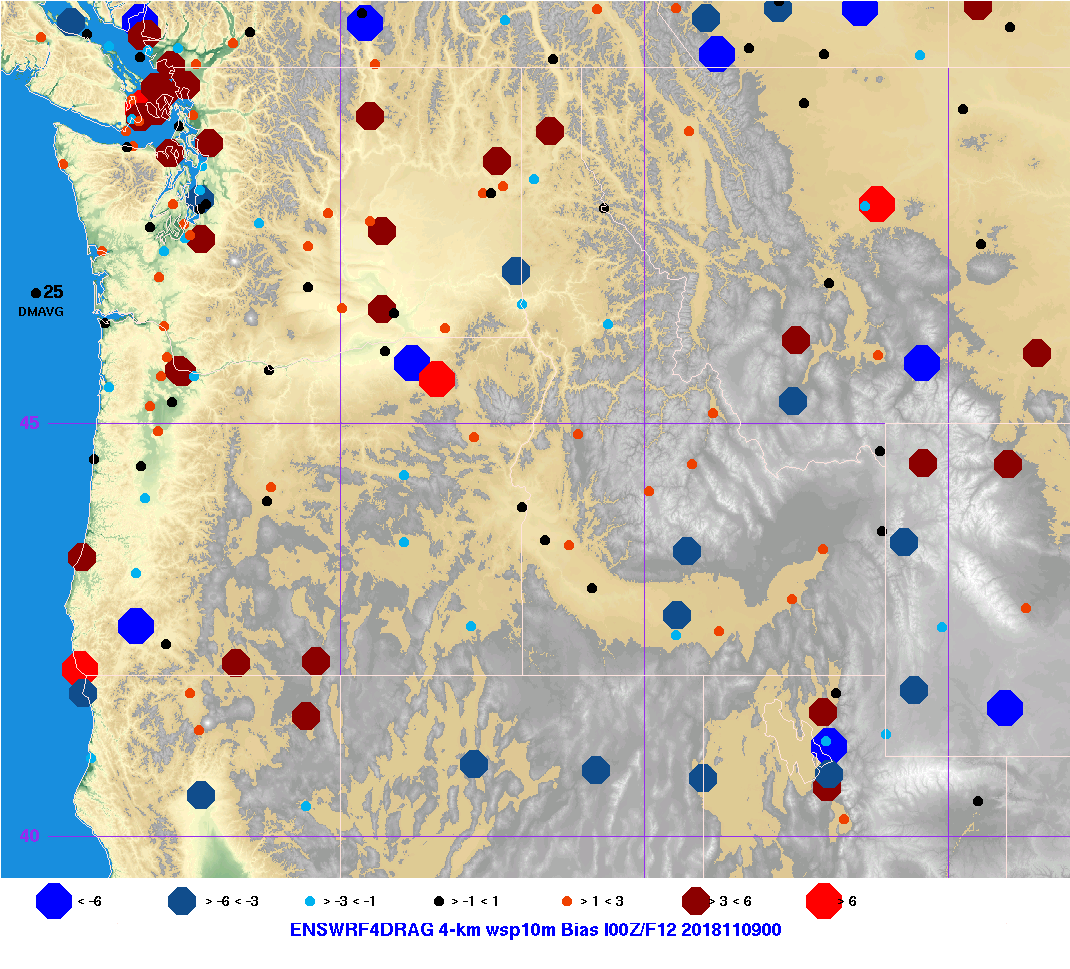 25
DMAVG
45
40
< -6
> -6 < -3
> -3 < -1
> -1 < 1
> 1 < 3
> 3 < 6
> 6
ENSWRF4DRAG 4-km wsp10m Bias I00Z/F12 2018110900